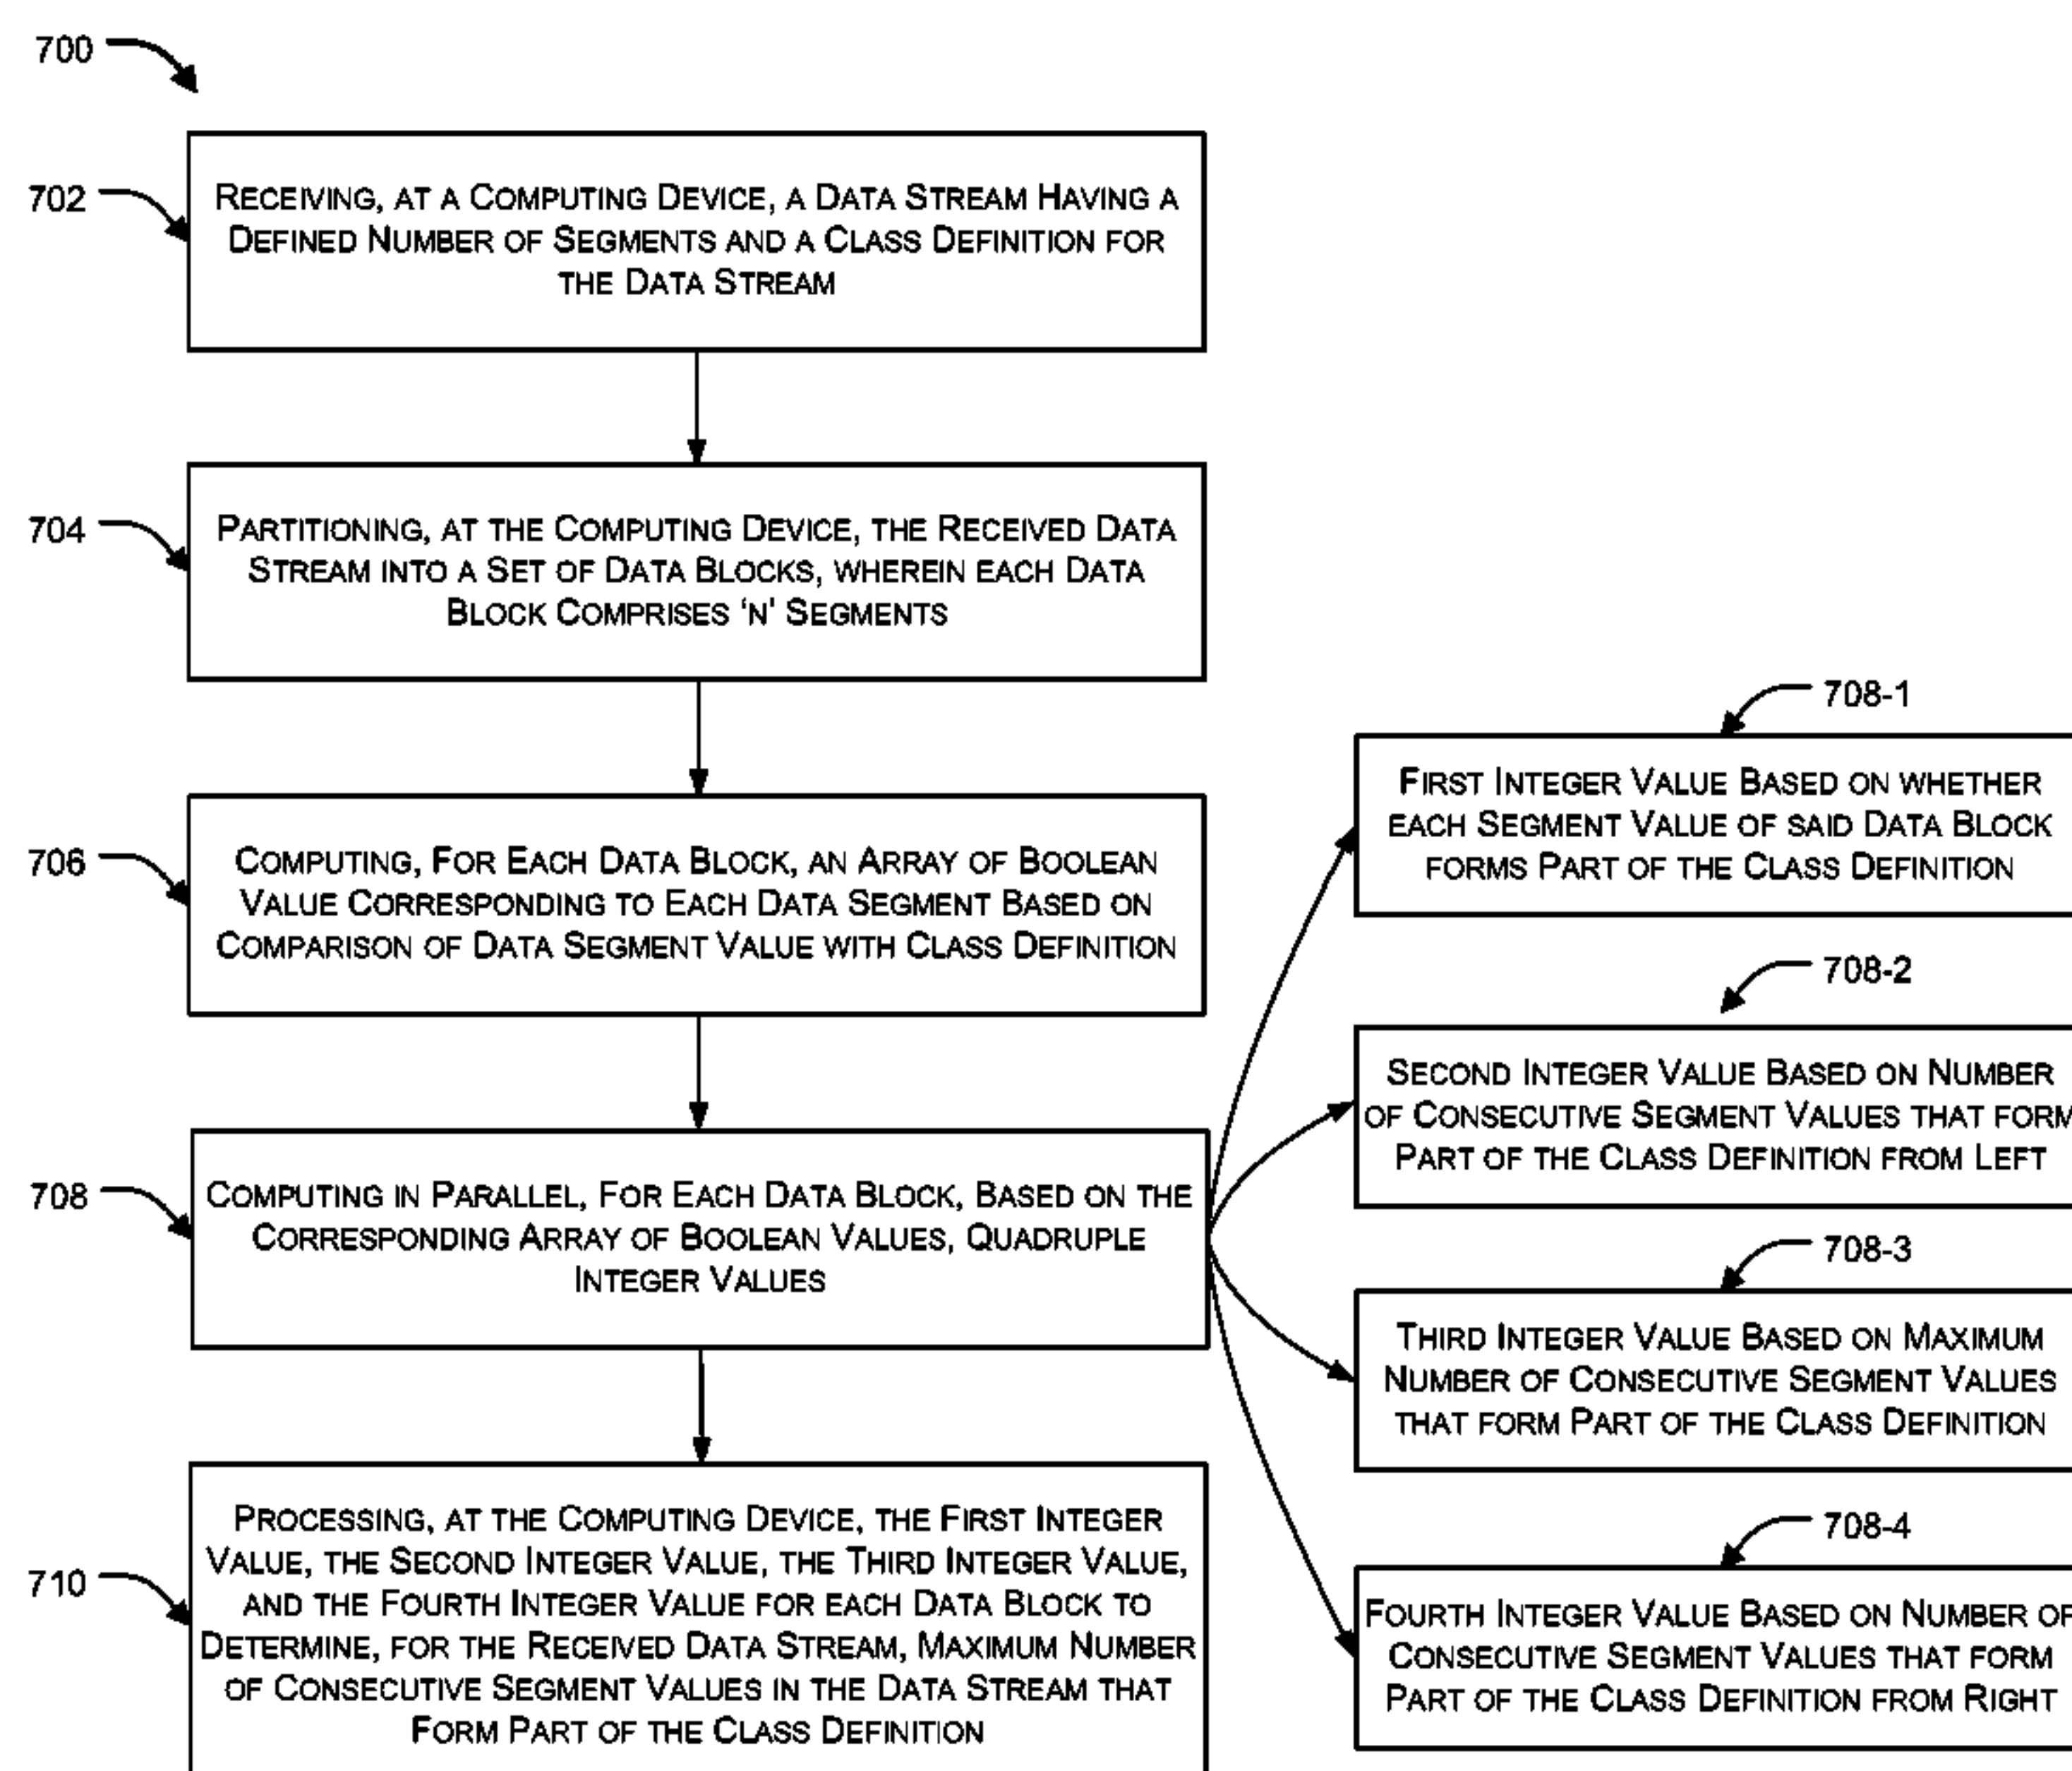 700
702
RECEIVING, AT A COMPUTING DEVICE, A DATA STREAM HAVING A
DEFINED NUMBER OF SEGMENTS AND A CLASS DEFINITION FOR
THE DATA STREAM
704
PARTITIONING, AT THE COMPUTING DEVICE, THE RECEIVED DATA
STREAM INTO A SET OF DATA BLOCKS, WHEREIN EACH DATA
BLOCK COMPRISES ‘N' SEGMENTS
706
COMPUTING, FOR EACH DATA BLOCK, AN ARRAY OF BOOLEAN
VALUE CORRESPONDING TO EACH DATA SEGMENT BASED ON
COMPARISON OF DATA SEGMENT VALUE WITH CLASS DEFINITION
708
COMPUTING IN PARALLEL, FOR EACH DATA BLOCK, BASED ON THE
CORRESPONDING ARRAY OF BOOLEAN VALUES, QUADRUPLE
INTEGER VALUES
708-1
FIRST INTEGER VALUE BASED ON WHETHER
EACH SEGMENT VALUE OF SAID DATA BLOCK
FORMS PART OF THE CLASS DEFINITION
708-2
SECOND INTEGER VALUE BASED ON NUMBER
OF CONSECUTIVE SEGMENT VALUES THAT FORM
PART OF THE CLASS DEFINITION FROM LEFT
708-3
THIRD INTEGER VALUE BASED ON MAXIMUM
NUMBER OF CONSECUTIVE SEGMENT VALUES
THAT FORM PART OF THE CLASS DEFINITION
708-4
FOURTH INTEGER VALUE BASED ON NUMBER OF
CONSECUTIVE SEGMENT VALUES THAT FORM
PART OF THE CLASS DEFINITION FROM RIGHT
710
PROCESSING, AT THE COMPUTING DEVICE, THE FIRST INTEGER
VALUE, THE SECOND INTEGER VALUE, THE THIRD INTEGER VALUE,
AND THE FOURTH INTEGER VALUE FOR EACH DATA BLOCK TO
DETERMINE, FOR THE RECEIVED DATA STREAM, MAXIMUM NUMBER
OF CONSECUTIVE SEGMENT VALUES IN THE DATA STREAM THAT
FORM PART OF THE CLASS DEFINITION